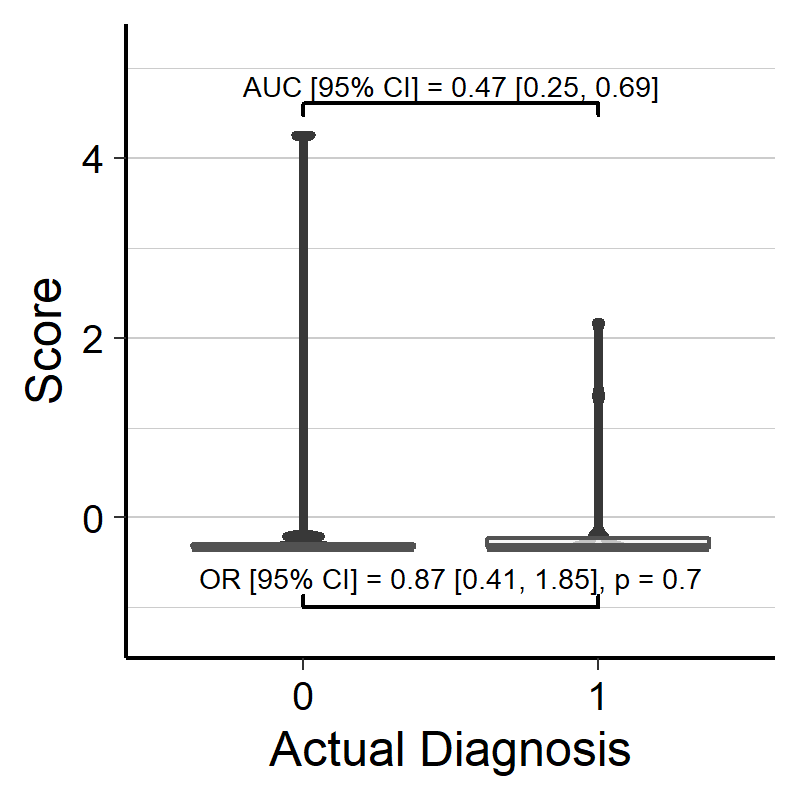 AUC [95% CI] = 0.47 [0.25, 0.69]
4
2
0
Score
OR [95% CI] = 0.87 [0.41, 1.85], p = 0.7
0 1
Actual Diagnosis